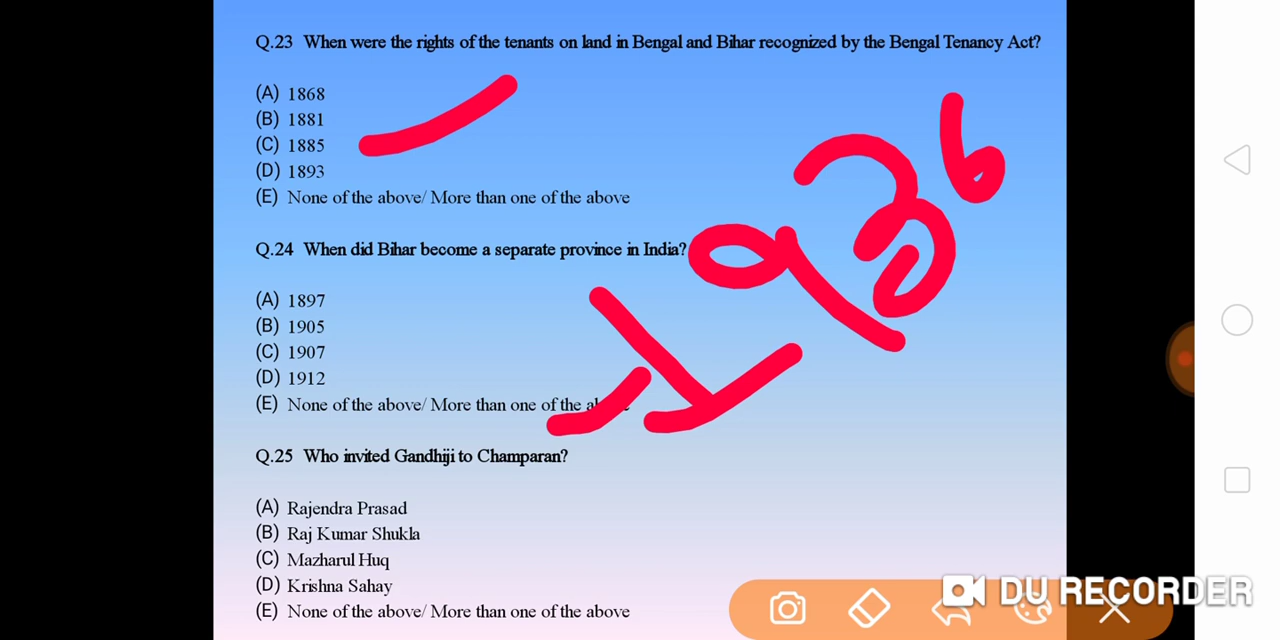 Q.23 When were the rights of the tenants on land in Bengal and Bihar recognized by the Bengal Tenancy Act?
(A) 1868
(B) 1881
(C) 1885
(D) 1893
(E) None of the above/ More than one of the above
Q.24 When did Bihar become a separate province in India?
(A) 1897
(B) 1905
(C) 1907
(D) 1912
(E) None of the above/ More than one of the
Q.25 Who invited Gandhiji to Champaran?
(A) Rajendra Prasad
(B) Raj Kumar Shukla
(C) Mazharul Huq
(D) Krishna Sahay
(E) None of the above/ More than one of the above
DU RECORDER